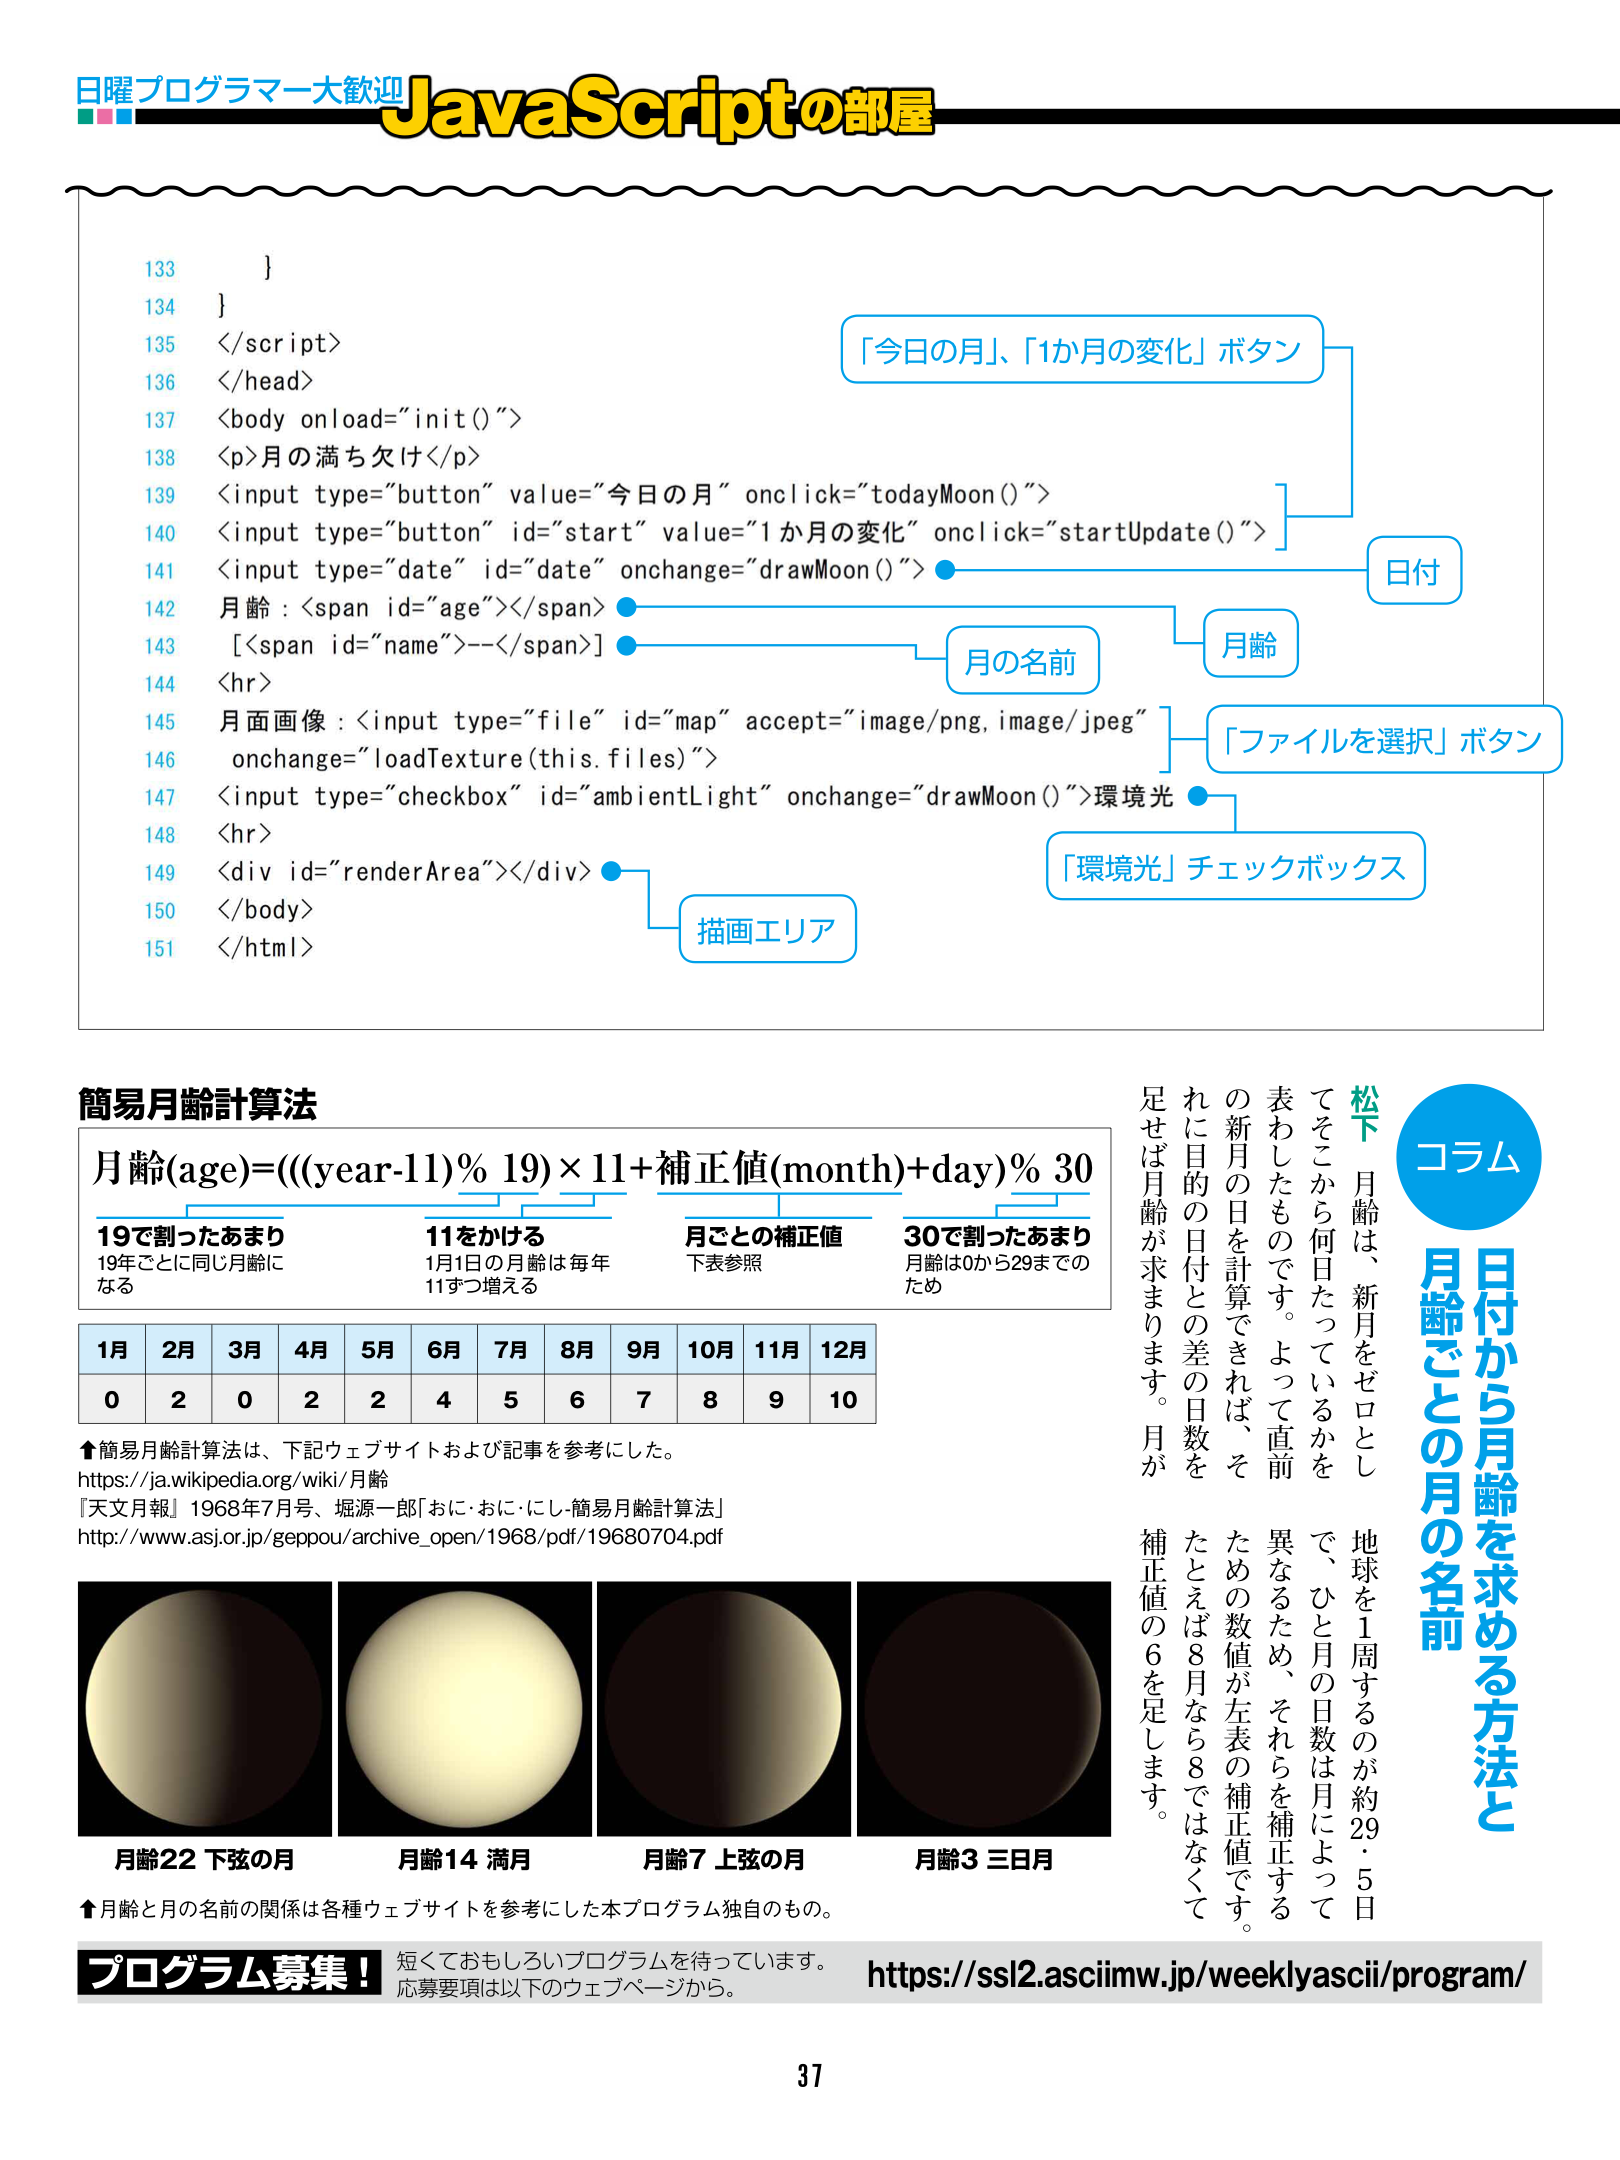 日曜プログラマー大歓迎
JavaScriptの部屋
133 }
134 }
135 </script>
136 </head>
137 <body onload="init()">
138 <p>月の満ち欠け</p>
139 <input type="button" value="今日の月" onclick="todayMoon()">
140 <input type="button" id="start" value="1か月の変化" onclick="startUpdate()">
141 <input type="date" id="date" onchange="drawMoon()">
142 月齢：<span id="age"></span>
143 [<span id="name">--</span>]
144 <hr>
145 月面画像：<input type="file" id="map" accept="image/png,image/jpeg"
146 onchange="loadTexture(this.files)">
147 <input type="checkbox" id="ambientLight" onchange="drawMoon()">環境光
148 <hr>
149 <div id="renderArea"></div>
150 </body>
151 </html>
「今日の月」、「1か月の変化」ボタン
日付
月齢
月の名前
「ファイルを選択」ボタン
「環境光」チェックボックス
描画エリア
コラム
日付から月齢を求める方法と
月齢ごとの月の名前
松下 月齢は、新月をゼロとし
てそこから何日たっているかを
表わしたものです。よって直前
の新月の日を計算できれば、そ
れに目的の日付との差の日数を
足せば月齢が求まります。月が
地球を1周するのが約29・5日
で、ひと月の日数は月によって
異なるため、それらを補正する
ための数値が左表の補正値です。
たとえば8月なら8ではなくて
補正値の6を足します。
簡易月齢計算法
月齢(age)=(((year-11)% 19)×11+補正値(month)+day)% 30
19で割ったあまり
19年ごとに同じ月齢に
なる
11をかける
1月1日の月齢は毎年
11ずつ増える
月ごとの補正値
下表参照
30で割ったあまり
月齢は0から29までの
ため
1月 2月 3月 4月 5月 6月 7月 8月 9月 10月 11月 12月
0 2 0 2 2 4 5 6 7 8 9 10
⬆簡易月齢計算法は、下記ウェブサイトおよび記事を参考にした。
https://ja.wikipedia.org/wiki/月齢
『天文月報』1968年7月号、堀源一郎「おに・おに・にし-簡易月齢計算法」
http://www.asj.or.jp/geppou/archive_open/1968/pdf/19680704.pdf
月齢22 下弦の月
月齢14 満月
月齢7 上弦の月
月齢3 三日月
⬆月齢と月の名前の関係は各種ウェブサイトを参考にした本プログラム独自のもの。
プログラム募集！
短くておもしろいプログラムを待っています。
応募要項は以下のウェブページから。
https://ssl2.asciimw.jp/weeklyascii/program/
37